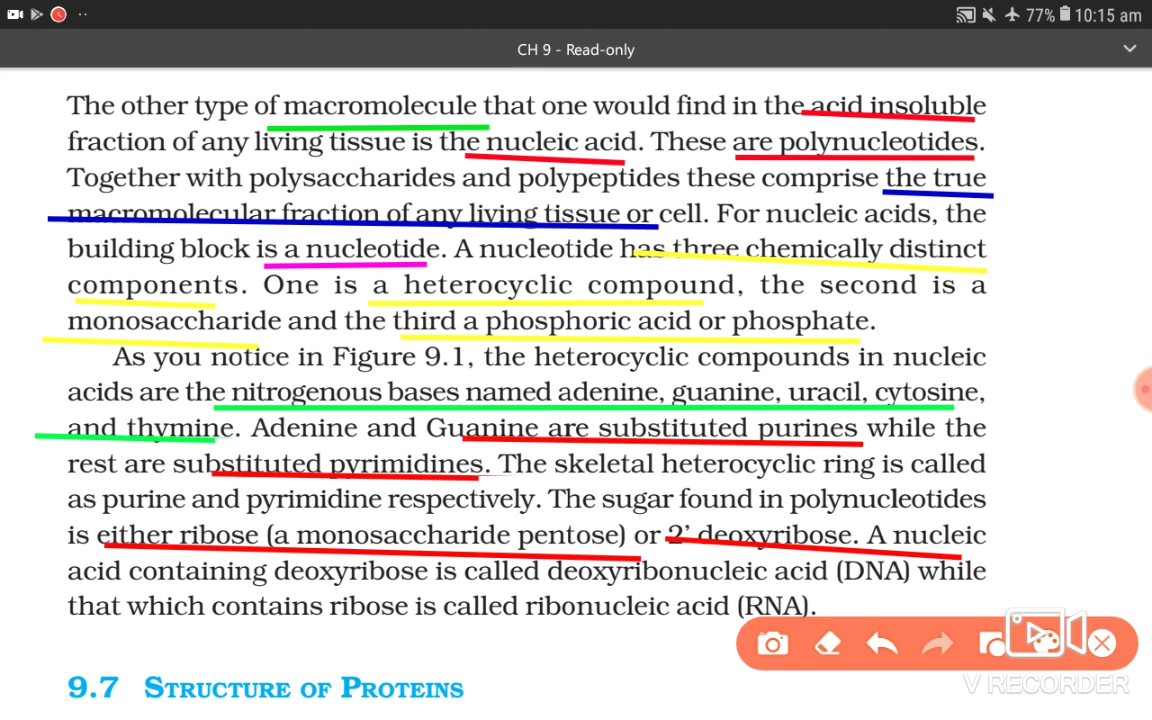 77% 10:15 am
CH 9 - Read-only
The other type of macromolecule that one would find in the acid insoluble
fraction of any living tissue is the nucleic acid. These are polynucleotides.
Together with polysaccharides and polypeptides these comprise the true
macromolecular fraction of any living tissue or cell. For nucleic acids, the
building block is a nucleotide. A nucleotide has three chemically distinct
components. One is a heterocyclic compound, the second is a
monosaccharide and the third a phosphoric acid or phosphate.
As you notice in Figure 9.1, the heterocyclic compounds in nucleic
acids are the nitrogenous bases named adenine, guanine, uracil, cytosine,
and thymine. Adenine and Guanine are substituted purines while the
rest are substituted pyrimidines. The skeletal heterocyclic ring is called
as purine and pyrimidine respectively. The sugar found in polynucleotides
is either ribose (a monosaccharide pentose) or 2’ deoxyribose. A nucleic
acid containing deoxyribose is called deoxyribonucleic acid (DNA) while
that which contains ribose is called ribonucleic acid (RNA).
9.7 STRUCTURE OF PROTEINS
V RECORDER